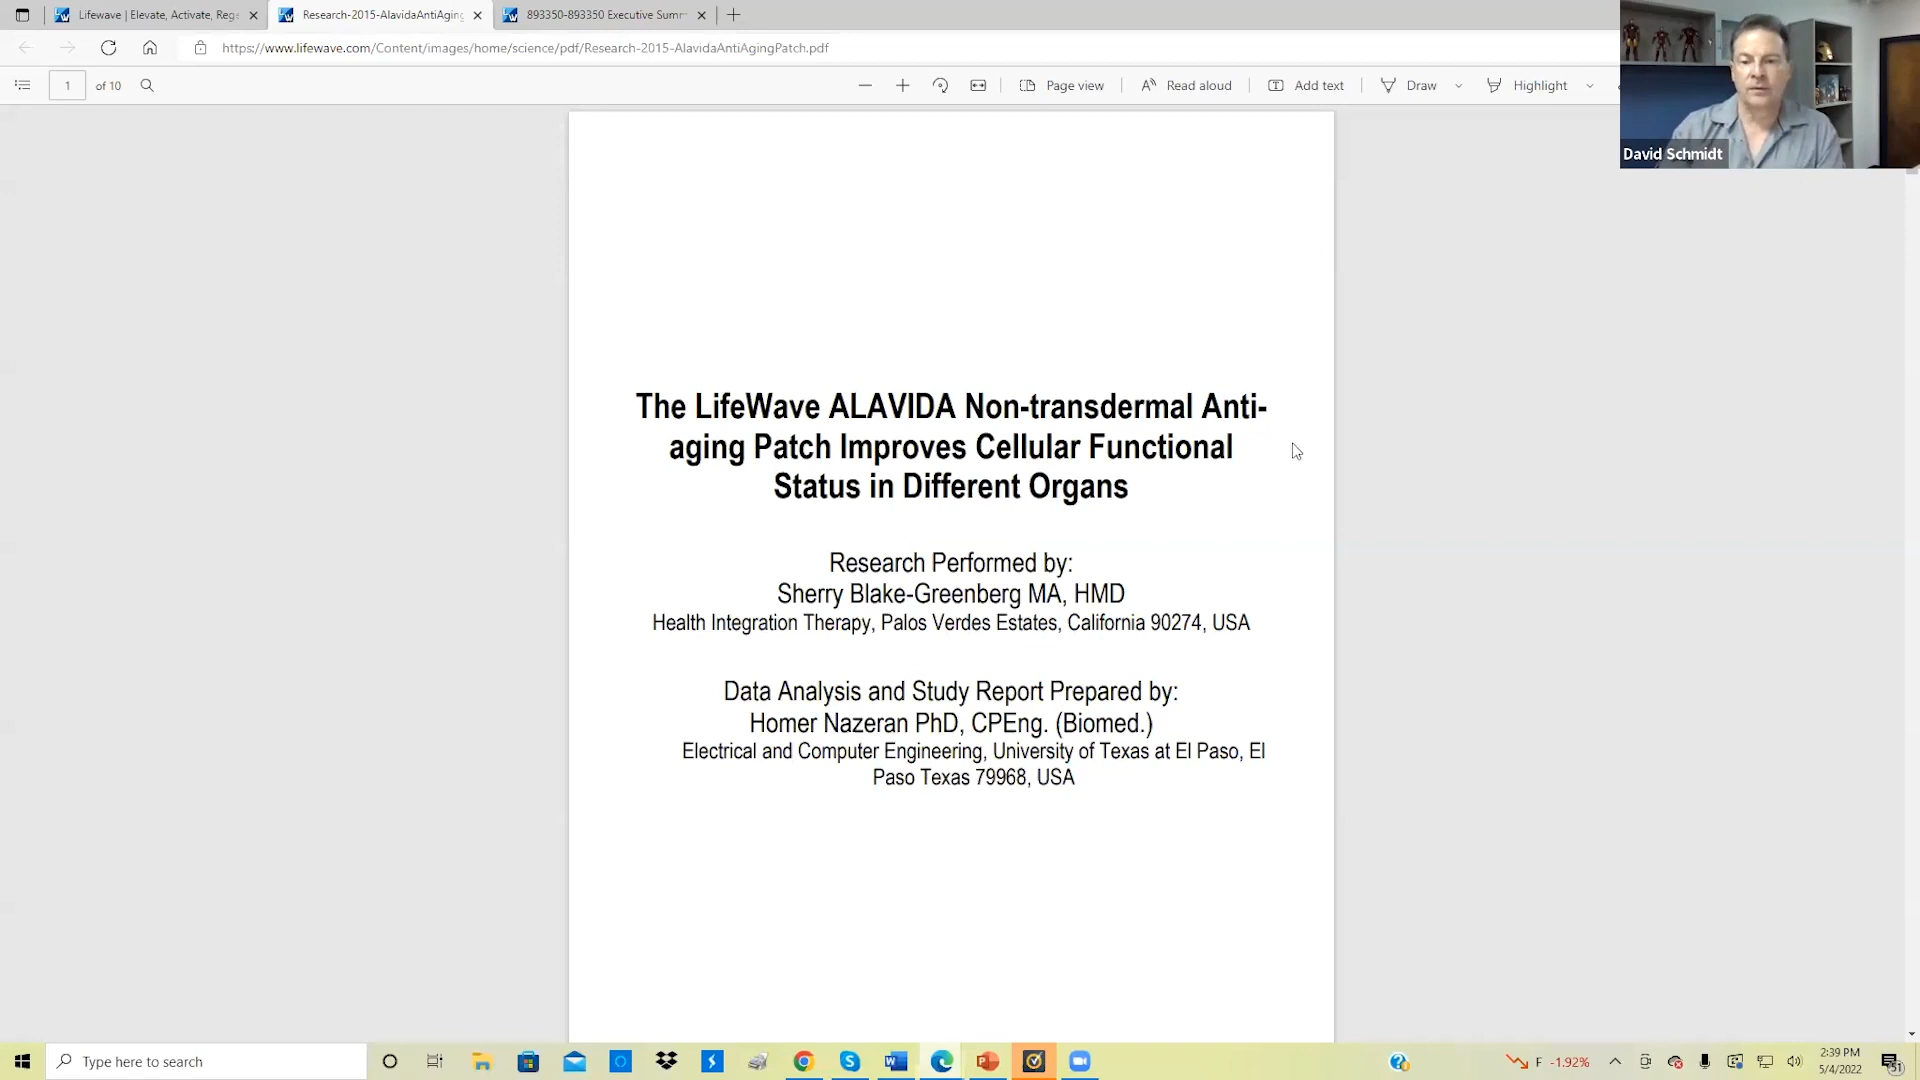 Lifewave | Elevate, Activate, Reg
Research-2015-AlavidaAntiAging
893350-893350 Executive Summ
https://www.lifewave.com/Content/images/home/science/pdf/Research-2015-AlavidaAntiAgingPatch.pdf
1 of 10
Page view
Read aloud
Add text
Draw
Highlight
David Schmidt
The LifeWave ALAVIDA Non-transdermal Anti-
aging Patch Improves Cellular Functional
Status in Different Organs
Research Performed by:
Sherry Blake-Greenberg MA, HMD
Health Integration Therapy, Palos Verdes Estates, California 90274, USA
Data Analysis and Study Report Prepared by:
Homer Nazeran PhD, CPEng. (Biomed.)
Electrical and Computer Engineering, University of Texas at El Paso, El
Paso Texas 79968, USA
Type here to search
F -1.92%
2:39 PM
5/4/2022
51